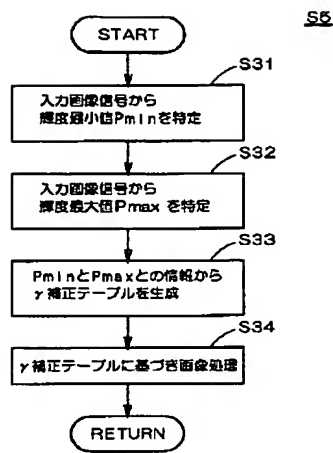 S5
START
S31
入力画像信号から
輝度最小値Pminを特定
S32
入力画像信号から
輝度最大値Pmax を特定
S33
PminとPmaxとの情報から
γ補正テーブルを生成
S34
γ補正テーブルに基づき画像処理
RETURN